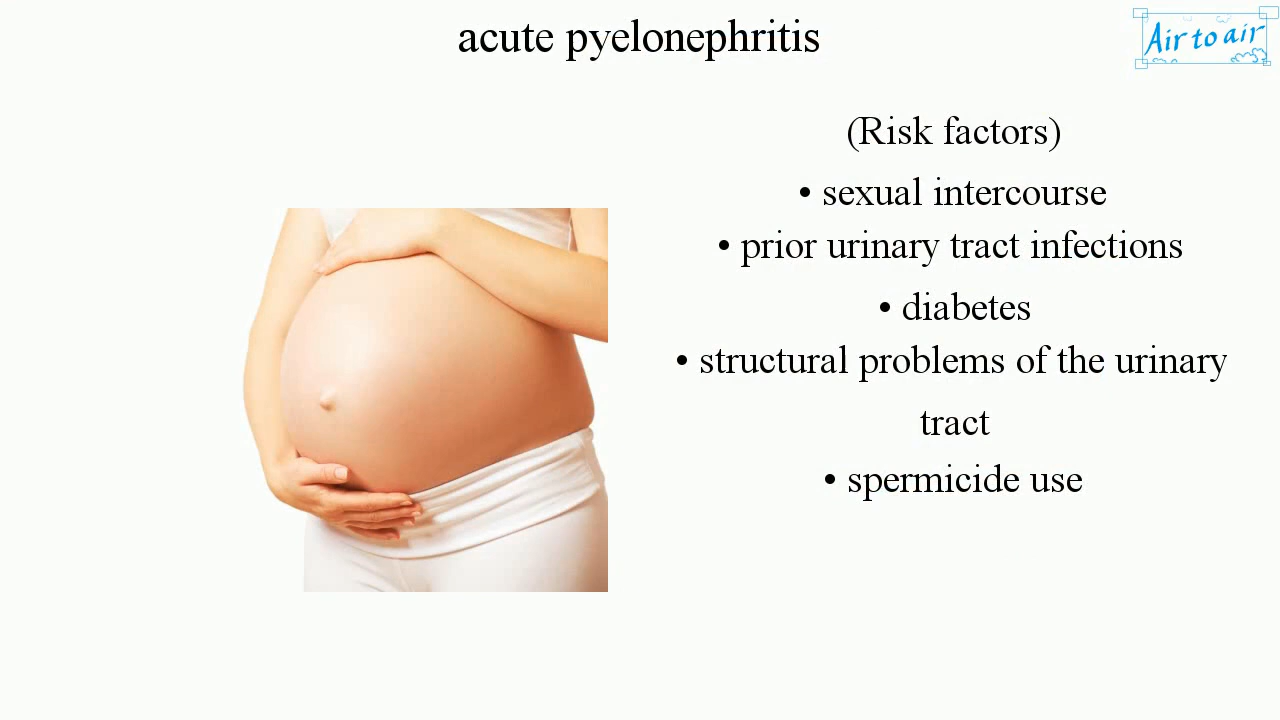 acute pyelonephritis
Air to air
(Risk factors)
• sexual intercourse
• prior urinary tract infections
• diabetes
• structural problems of the urinary
tract
• spermicide use